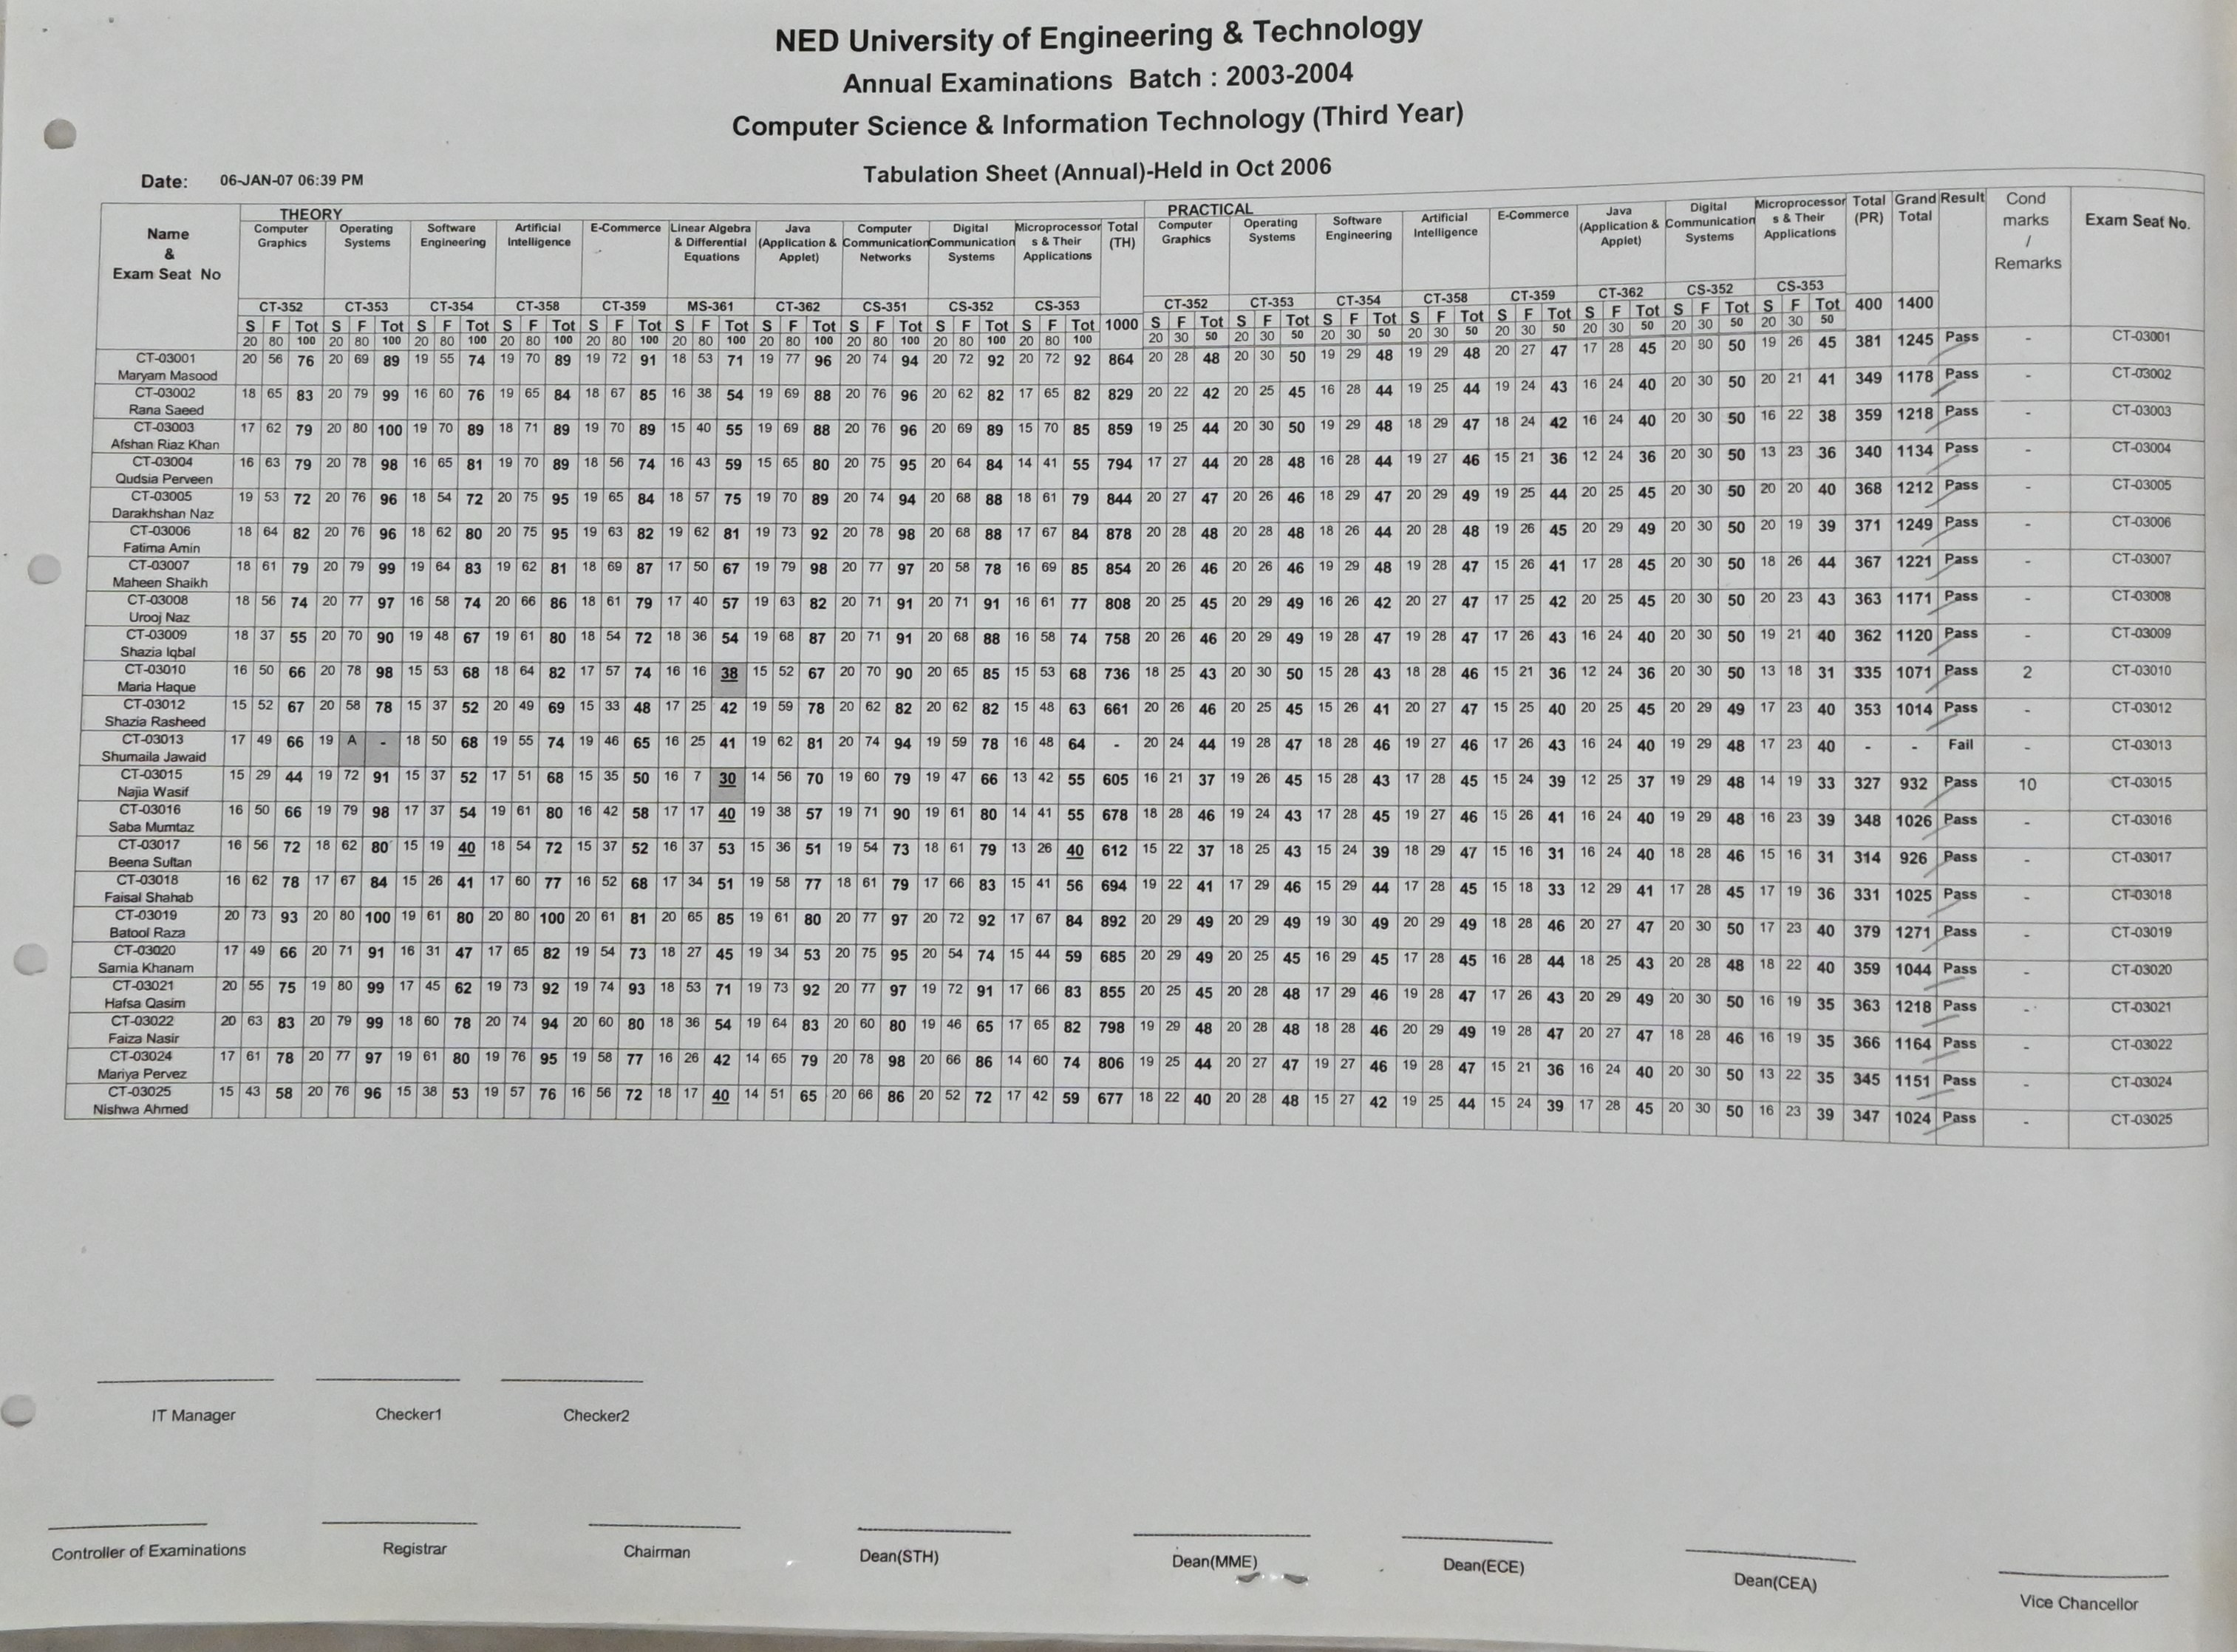 NED University of Engineering & Technology
Annual Examinations Batch : 2003-2004
Computer Science & Information Technology (Third Year)
Tabulation Sheet (Annual)-Held in Oct 2006
Date: 06-JAN-07 06:39 PM
THEORY PRACTICAL
Name & Exam Seat No
Computer Graphics Operating Systems Software Engineering Artificial Intelligence E-Commerce Linear Algebra & Differential Equations Java (Application & Applet) Computer Communication Networks Digital Communication Systems Microprocessors & Their Applications Total (TH) Computer Graphics Operating Systems Software Engineering Artificial Intelligence E-Commerce Java (Application & Applet) Digital Communication Systems Microprocessors & Their Applications Total (PR) Grand Total Result Cond marks / Remarks Exam Seat No.
CT-352 CT-353 CT-354 CT-358 CT-359 MS-361 CT-362 CS-351 CS-352 CS-353 CT-352 CT-353 CT-354 CT-358 CT-359 CT-362 CS-352 CS-353 400 1400
S F Tot S F Tot S F Tot S F Tot S F Tot S F Tot S F Tot S F Tot S F Tot S F Tot 1000 S F Tot S F Tot S F Tot S F Tot S F Tot S F Tot S F Tot S F Tot
20 80 100 20 80 100 20 80 100 20 80 100 20 80 100 20 80 100 20 80 100 20 80 100 20 80 100 20 80 100 20 30 50 20 30 50 20 30 50 20 30 50 20 30 50 20 30 50 20 30 50 20 30 50
CT-03001 20 56 76 20 69 89 19 55 74 19 70 89 19 72 91 18 53 71 19 77 96 20 74 94 20 72 92 20 72 92 864 20 28 48 20 30 50 19 29 48 19 29 48 20 27 47 17 28 45 20 30 50 19 26 45 381 1245 Pass - CT-03001
Maryam Masood
CT-03002 18 65 83 20 79 99 16 60 76 19 65 84 18 67 85 16 38 54 19 69 88 20 76 96 20 62 82 17 65 82 829 20 22 42 20 25 45 16 28 44 19 25 44 19 24 43 16 24 40 20 30 50 20 21 41 349 1178 Pass - CT-03002
Rana Saeed
CT-03003 17 62 79 20 80 100 19 70 89 18 71 89 19 70 89 15 40 55 19 69 88 20 76 96 20 69 89 15 70 85 859 19 25 44 20 30 50 19 29 48 18 29 47 18 24 42 16 24 40 20 30 50 16 22 38 359 1218 Pass - CT-03003
Afshan Riaz Khan
CT-03004 16 63 79 20 78 98 16 65 81 19 70 89 18 56 74 16 43 59 15 65 80 20 75 95 20 64 84 14 41 55 794 17 27 44 20 28 48 16 28 44 19 27 46 15 21 36 12 24 36 20 30 50 13 23 36 340 1134 Pass - CT-03004
Qudsia Perveen
CT-03005 19 53 72 20 76 96 18 54 72 20 75 95 19 65 84 18 57 75 19 70 89 20 74 94 20 68 88 18 61 79 844 20 27 47 20 26 46 18 29 47 20 29 49 19 25 44 20 25 45 20 30 50 20 20 40 368 1212 Pass - CT-03005
Darakhshan Naz
CT-03006 18 64 82 20 76 96 18 62 80 20 75 95 19 63 82 19 62 81 19 73 92 20 78 98 20 68 88 17 67 84 878 20 28 48 20 28 48 18 26 44 20 28 48 19 26 45 20 29 49 20 30 50 20 19 39 371 1249 Pass - CT-03006
Fatima Amin
CT-03007 18 61 79 20 79 99 19 64 83 19 62 81 18 69 87 17 50 67 19 79 98 20 77 97 20 58 78 16 69 85 854 20 26 46 20 26 46 19 29 48 19 28 47 15 26 41 17 28 45 20 30 50 18 26 44 367 1221 Pass - CT-03007
Maheen Shaikh
CT-03008 18 56 74 20 77 97 16 58 74 20 66 86 18 61 79 17 40 57 19 63 82 20 71 91 20 71 91 16 61 77 808 20 25 45 20 29 49 16 26 42 20 27 47 17 25 42 20 25 45 20 30 50 20 23 43 363 1171 Pass - CT-03008
Urooj Naz
CT-03009 18 37 55 20 70 90 19 48 67 19 61 80 18 54 72 18 36 54 19 68 87 20 71 91 20 68 88 16 58 74 758 20 26 46 20 29 49 19 28 47 19 28 47 17 26 43 16 24 40 20 30 50 19 21 40 362 1120 Pass - CT-03009
Shazia Iqbal
CT-03010 16 50 66 20 78 98 15 53 68 18 64 82 17 57 74 16 16 38 15 52 67 20 70 90 20 65 85 15 53 68 736 18 25 43 20 30 50 15 28 43 18 28 46 15 21 36 12 24 36 20 30 50 13 18 31 335 1071 Pass 2 CT-03010
Maria Haque
CT-03012 15 52 67 20 58 78 15 37 52 20 49 69 15 33 48 17 25 42 19 59 78 20 62 82 20 62 82 15 48 63 661 20 26 46 20 25 45 15 26 41 20 27 47 15 25 40 20 25 45 20 29 49 17 23 40 353 1014 Pass - CT-03012
Shazia Rasheed
CT-03013 17 49 66 19 A - 18 50 68 19 55 74 19 46 65 16 25 41 19 62 81 20 74 94 19 59 78 16 48 64 - 20 24 44 19 28 47 18 28 46 19 27 46 17 26 43 16 24 40 19 29 48 17 23 40 - - Fail - CT-03013
Shumaila Jawaid
CT-03015 15 29 44 19 72 91 15 37 52 17 51 68 15 35 50 16 7 30 14 56 70 19 60 79 19 47 66 13 42 55 605 16 21 37 19 26 45 15 28 43 17 28 45 15 24 39 12 25 37 19 29 48 14 19 33 327 932 Pass 10 CT-03015
Najia Wasif
CT-03016 16 50 66 19 79 98 17 37 54 19 61 80 16 42 58 17 17 40 19 38 57 19 71 90 19 61 80 14 41 55 678 18 28 46 19 24 43 17 28 45 19 27 46 15 26 41 16 24 40 19 29 48 16 23 39 348 1026 Pass - CT-03016
Saba Mumtaz
CT-03017 16 56 72 18 62 80 15 19 40 18 54 72 15 37 52 16 37 53 15 36 51 19 54 73 18 61 79 13 26 40 612 15 22 37 18 25 43 15 24 39 18 29 47 15 16 31 16 24 40 18 28 46 15 16 31 314 926 Pass - CT-03017
Beena Sultan
CT-03018 16 62 78 17 67 84 15 26 41 17 60 77 16 52 68 17 34 51 19 58 77 18 61 79 17 66 83 15 41 56 694 19 22 41 17 29 46 15 29 44 17 28 45 15 18 33 12 29 41 17 28 45 17 19 36 331 1025 Pass - CT-03018
Faisal Shahab
CT-03019 20 73 93 20 80 100 19 61 80 20 80 100 20 61 81 20 65 85 19 61 80 20 77 97 20 72 92 17 67 84 892 20 29 49 20 29 49 19 30 49 20 29 49 18 28 46 20 27 47 20 30 50 17 23 40 379 1271 Pass - CT-03019
Batool Raza
CT-03020 17 49 66 20 71 91 16 31 47 17 65 82 19 54 73 18 27 45 19 34 53 20 75 95 20 54 74 15 44 59 685 20 29 49 20 25 45 16 29 45 17 28 45 16 28 44 18 25 43 20 28 48 18 22 40 359 1044 Pass - CT-03020
Samia Khanam
CT-03021 20 55 75 19 80 99 17 45 62 19 73 92 19 74 93 18 53 71 19 73 92 20 77 97 19 72 91 17 66 83 855 20 25 45 20 28 48 17 29 46 19 28 47 17 26 43 20 29 49 20 30 50 16 19 35 363 1218 Pass - CT-03021
Hafsa Qasim
CT-03022 20 63 83 20 79 99 18 60 78 20 74 94 20 60 80 18 36 54 19 64 83 20 60 80 19 46 65 17 65 82 798 19 29 48 20 28 48 18 28 46 20 29 49 19 28 47 20 27 47 18 28 46 16 19 35 366 1164 Pass - CT-03022
Faiza Nasir
CT-03024 17 61 78 20 77 97 19 61 80 19 76 95 19 58 77 16 26 42 14 65 79 20 78 98 20 66 86 14 60 74 806 19 25 44 20 27 47 19 27 46 19 28 47 15 21 36 16 24 40 20 30 50 13 22 35 345 1151 Pass - CT-03024
Mariya Pervez
CT-03025 15 43 58 20 76 96 15 38 53 19 57 76 16 56 72 18 17 40 14 51 65 20 66 86 20 52 72 17 42 59 677 18 22 40 20 28 48 15 27 42 19 25 44 15 24 39 17 28 45 20 30 50 16 23 39 347 1024 Pass - CT-03025
Nishwa Ahmed
IT Manager Checker1 Checker2
Controller of Examinations Registrar Chairman Dean(STH) Dean(MME) Dean(ECE) Dean(CEA) Vice Chancellor